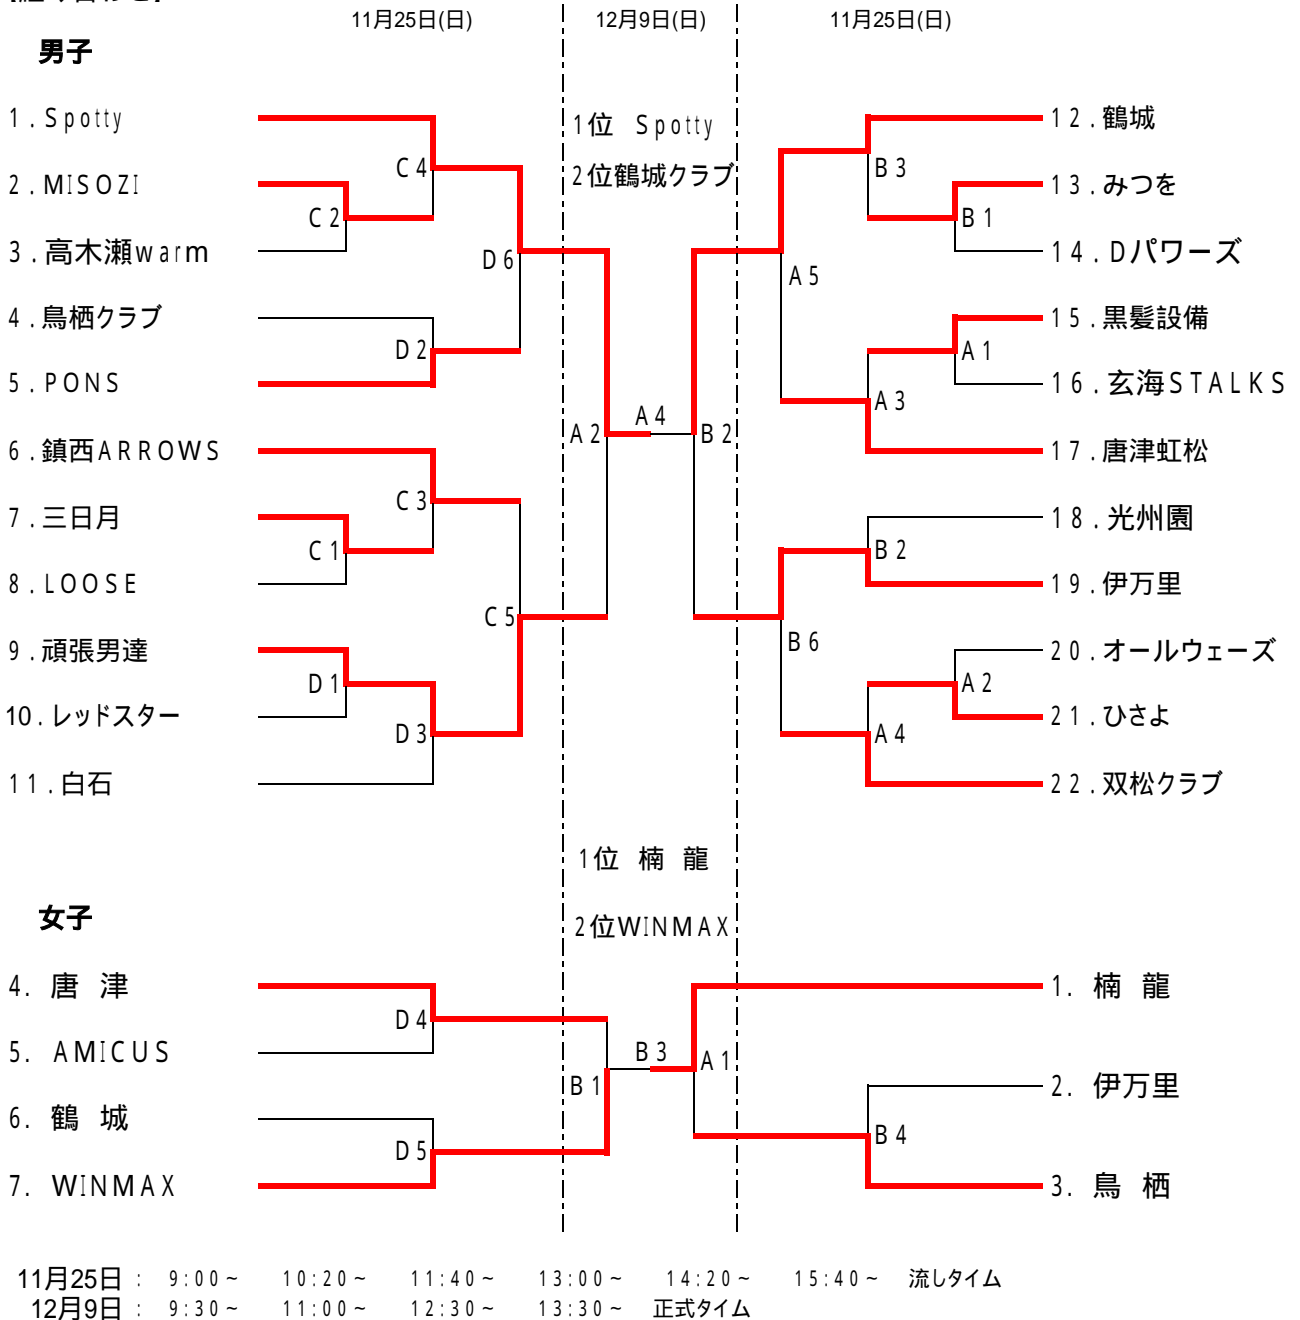 11月25日(日) 12月9日(日) 11月25日(日)
男子
1.Spotty
2.MISOZI
3.高木瀬warm
4.鳥栖クラブ
5.PONS
6.鎮西ARROWS
7.三日月
8.LOOSE
9.頑張男達
10.レッドスター
11.白石
C4
C2
D6
D2
C3
C1
C5
D1
D3
1位 Spotty
2位鶴城クラブ
A2
A4
B2
B3
B1
A5
A1
A3
B2
B6
A2
A4
12.鶴城
13.みつを
14.Dパワーズ
15.黒髪設備
16.玄海STALKS
17.唐津虹松
18.光州園
19.伊万里
20.オールウェーズ
21.ひさよ
22.双松クラブ
女子
1位 楠 龍
2位WINMAX
4. 唐 津
5. AMICUS
6. 鶴 城
7. WINMAX
D4
D5
B1
B3
A1
B4
1. 楠 龍
2. 伊万里
3. 鳥 栖
11月25日 : 9:00~ 10:20~ 11:40~ 13:00~ 14:20~ 15:40~ 流しタイム
12月9日 : 9:30~ 11:00~ 12:30~ 13:30~ 正式タイム